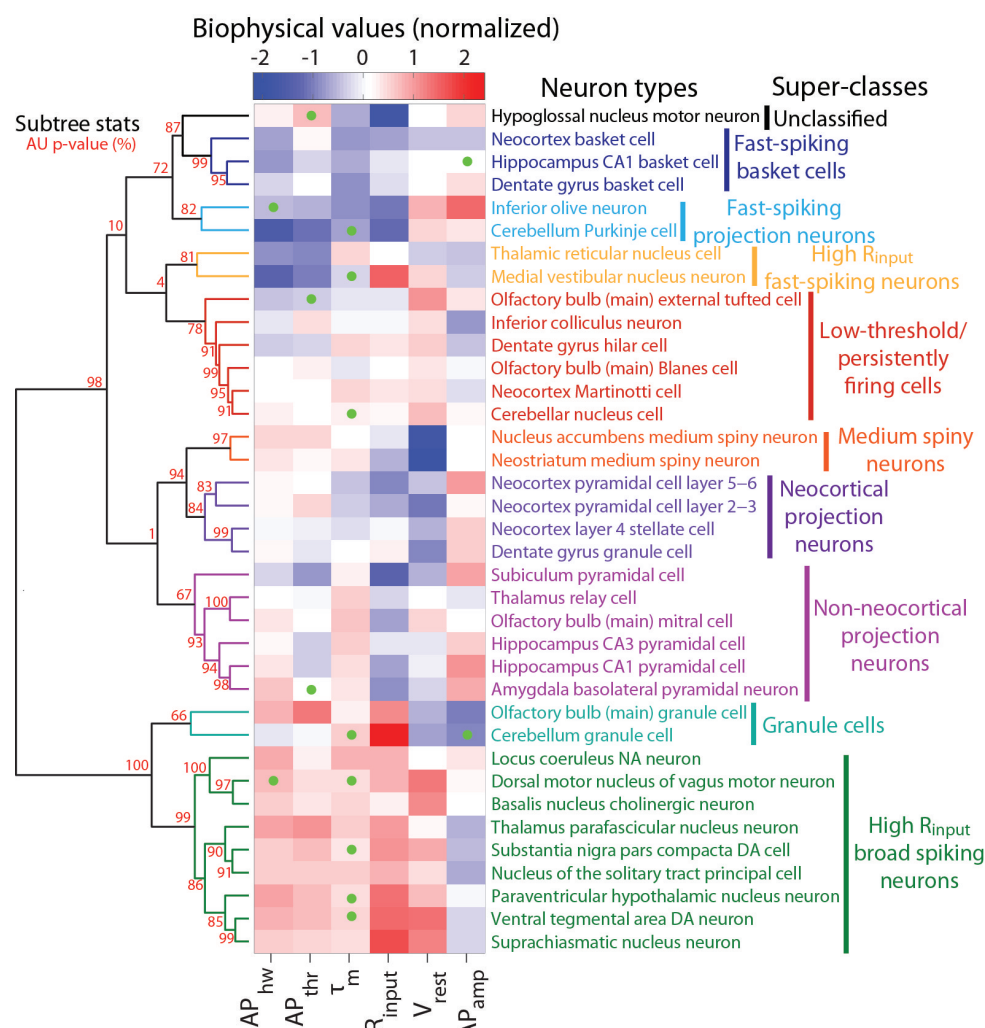 Biophysical values (normalized)
-2 -1 0 1 2
Neuron types
Super-classes
Subtree stats
AU p-value (%)
Hypoglossal nucleus motor neuron
Neocortex basket cell
Hippocampus CA1 basket cell
Dentate gyrus basket cell
Inferior olive neuron
Cerebellum Purkinje cell
Thalamic reticular nucleus cell
Medial vestibular nucleus neuron
Olfactory bulb (main) external tufted cell
Inferior colliculus neuron
Dentate gyrus hilar cell
Olfactory bulb (main) Blanes cell
Neocortex Martinotti cell
Cerebellar nucleus cell
Nucleus accumbens medium spiny neuron
Neostriatum medium spiny neuron
Neocortex pyramidal cell layer 5–6
Neocortex pyramidal cell layer 2–3
Neocortex layer 4 stellate cell
Dentate gyrus granule cell
Subiculum pyramidal cell
Thalamus relay cell
Olfactory bulb (main) mitral cell
Hippocampus CA3 pyramidal cell
Hippocampus CA1 pyramidal cell
Amygdala basolateral pyramidal neuron
Olfactory bulb (main) granule cell
Cerebellum granule cell
Locus coeruleus NA neuron
Dorsal motor nucleus of vagus motor neuron
Basalis nucleus cholinergic neuron
Thalamus parafascicular nucleus neuron
Substantia nigra pars compacta DA cell
Nucleus of the solitary tract principal cell
Paraventricular hypothalamic nucleus neuron
Ventral tegmental area DA neuron
Suprachiasmatic nucleus neuron
Unclassified
Fast-spiking
basket cells
Fast-spiking
projection neurons
High Rinput
fast-spiking neurons
Low-threshold/
persistently
firing cells
Medium spiny
neurons
Neocortical
projection
neurons
Non-neocortical
projection
neurons
Granule cells
High Rinput
broad spiking
neurons
87
99
72
95
82
10
81
4
78
91
99
98
95
91
97
94
83
84
99
1
67
100
93
94
98
66
100
100
97
99
90
91
86
85
99
APhw
APthr
τm
Rinput
Vrest
APamp